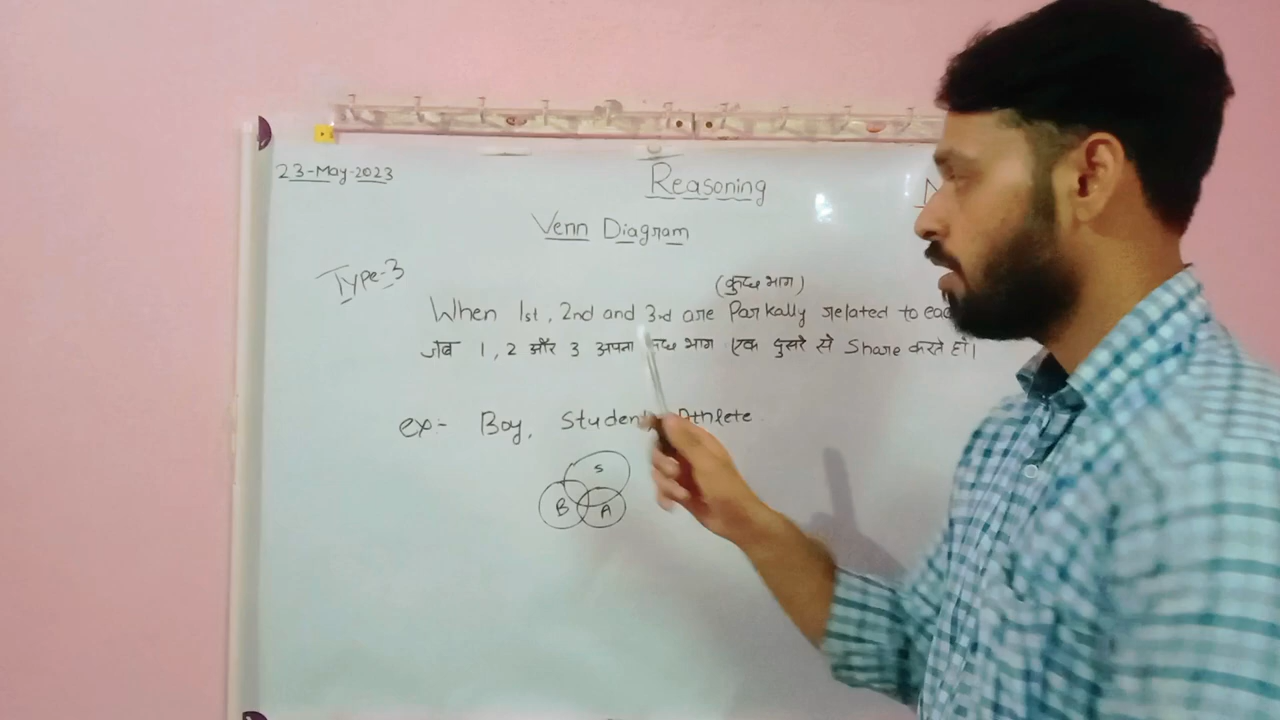 23-May-2023
Reasoning
Venn Diagram
Type-3
(कुछ भाग)
When 1st, 2nd and 3rd are Partially related to
जब 1, 2 और 3 अपना भाग एक दुसरे से Share करते हों।
ex:- Boy, Student Athlete
S
B A